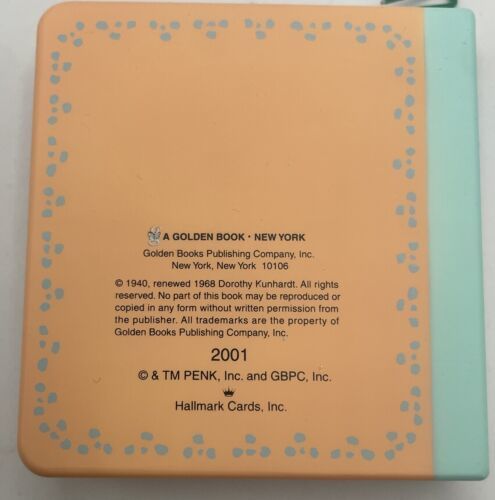 A GOLDEN BOOK · NEW YORK
Golden Books Publishing Company, Inc.
New York, New York 10106
© 1940, renewed 1968 Dorothy Kunhardt. All rights
reserved. No part of this book may be reproduced or
copied in any form without written permission from
the publisher. All trademarks are the property of
Golden Books Publishing Company, Inc.
2001
© & TM PENK, Inc. and GBPC, Inc.
Hallmark Cards, Inc.